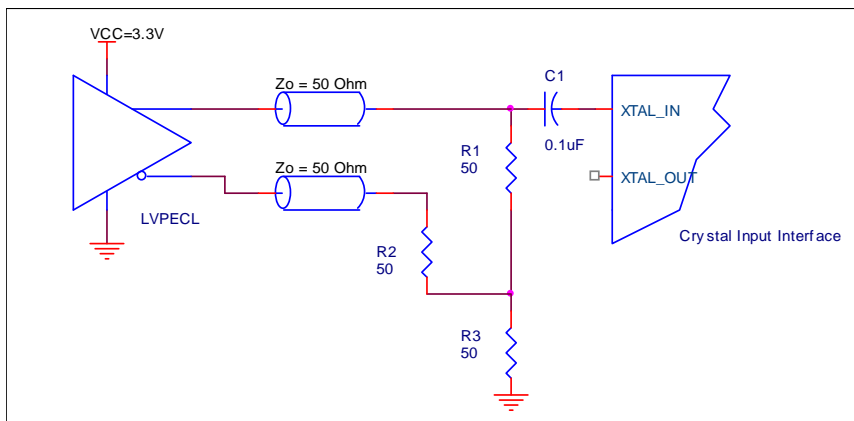 VCC=3.3V
Zo = 50 Ohm
C1
XTAL_IN
0.1uF
R1
50
Zo = 50 Ohm
XTAL_OUT
LVPECL
Crystal Input Interface
R2
50
R3
50